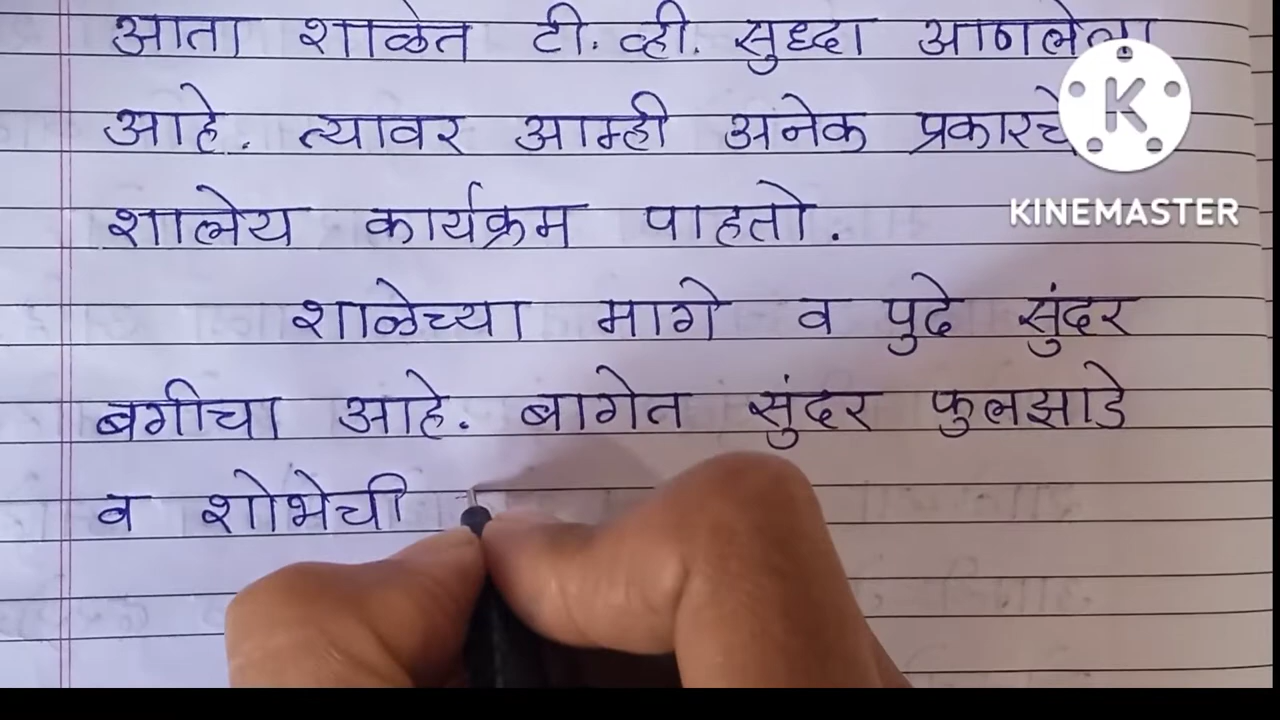 आता शाळेत टी. व्ही. सुध्दा आणलेला
आहे. त्यावर आम्ही अनेक प्रकारचे
KINEMASTER
शालेय कार्यक्रम पाहतो.
शाळेच्या मागे व पुढे सुंदर
बगीचा आहे. बागेत सुंदर फुलझाडे
व शोभेची